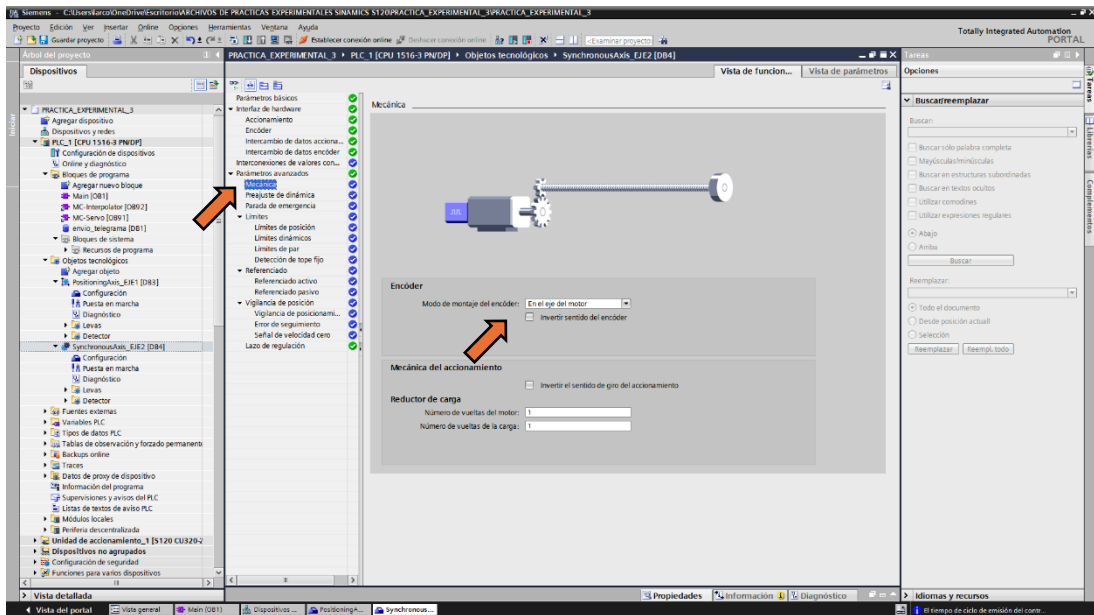 Siemens - C:\Users\arco\OneDrive\Escritorio\ARCHIVOS DE PRACTICAS EXPERIMENTALES SINAMICS S120\PRACTICA_EXPERIMENTAL_3\PRACTICA_EXPERIMENTAL_3
Proyecto Edición Ver Insertar Online Opciones Herramientas Ventana Ayuda
Totally Integrated Automation
PORTAL
Guardar proyecto
Establecer conexión online
Deshacer conexión online
<Examinar proyecto>
Árbol del proyecto
PRACTICA_EXPERIMENTAL_3 PLC_1 [CPU 1516-3 PN/DP] Objetos tecnológicos SynchronousAxis_EJE2 [DB4]
Tareas
Dispositivos
Vista de funcion...
Vista de parámetros
Opciones
Iniciar
PRACTICA_EXPERIMENTAL_3
Agregar dispositivo
Dispositivos y redes
PLC_1 [CPU 1516-3 PN/DP]
Configuración de dispositivos
Online y diagnóstico
Bloques de programa
Agregar nuevo bloque
Main [OB1]
MC-Interpolator [OB92]
MC-Servo [OB91]
envio_telegrama [DB1]
Bloques de sistema
Recursos de programa
Objetos tecnológicos
Agregar objeto
PositioningAxis_EJE1 [DB3]
Configuración
Puesta en marcha
Diagnóstico
Levas
Detector
SynchronousAxis_EJE2 [DB4]
Configuración
Puesta en marcha
Diagnóstico
Levas
Detector
Fuentes externas
Variables PLC
Tipos de datos PLC
Tablas de observación y forzado permanente
Backups online
Traces
Datos de proxy de dispositivo
Información del programa
Supervisiones y avisos del PLC
Listas de textos de aviso PLC
Módulos locales
Periferia descentralizada
Unidad de accionamiento_1 [S120 CU320-2
Dispositivos no agrupados
Configuración de seguridad
Funciones para varios dispositivos
Vista detallada
Parámetros básicos
Interfaz de hardware
Accionamiento
Encóder
Intercambio de datos acciona...
Intercambio de datos encóder
Interconexiones de valores con...
Parámetros avanzados
Mecánica
Preajuste de dinámica
Parada de emergencia
Límites
Límites de posición
Límites dinámicos
Límites de par
Detección de tope fijo
Referenciado
Referenciado activo
Referenciado pasivo
Vigilancia de posición
Vigilancia de posicionami...
Error de seguimiento
Señal de velocidad cero
Lazo de regulación
Mecánica
Encóder
Modo de montaje del encóder: En el eje del motor
Invertir sentido del encóder
Mecánica del accionamiento
Invertir el sentido de giro del accionamiento
Reductor de carga
Número de vueltas del motor: 1
Número de vueltas de la carga: 1
Buscar/reemplazar
Buscar:
Buscar sólo palabra completa
Mayúsculas/minúsculas
Buscar en estructuras subordinadas
Buscar en textos ocultos
Utilizar comodines
Utilizar expresiones regulares
Abajo
Arriba
Buscar
Reemplazar:
Todo el documento
Desde posición actuall
Selección
Reemplazar
Reempl. todo
Idiomas y recursos
Tareas
Librerías
Complementos
Propiedades
Información
Diagnóstico
Vista del portal
Vista general
Main (OB1)
Dispositivos ...
PositioningA...
Synchronous...
El tiempo de ciclo de emisión del contr...